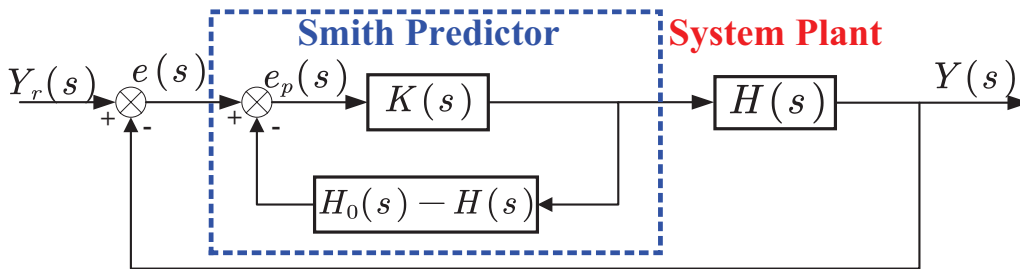 Smith Predictor System Plant
Y_r(s) e(s) e_p(s) K(s) H(s) Y(s)
+ - + -
H_0(s) − H(s)